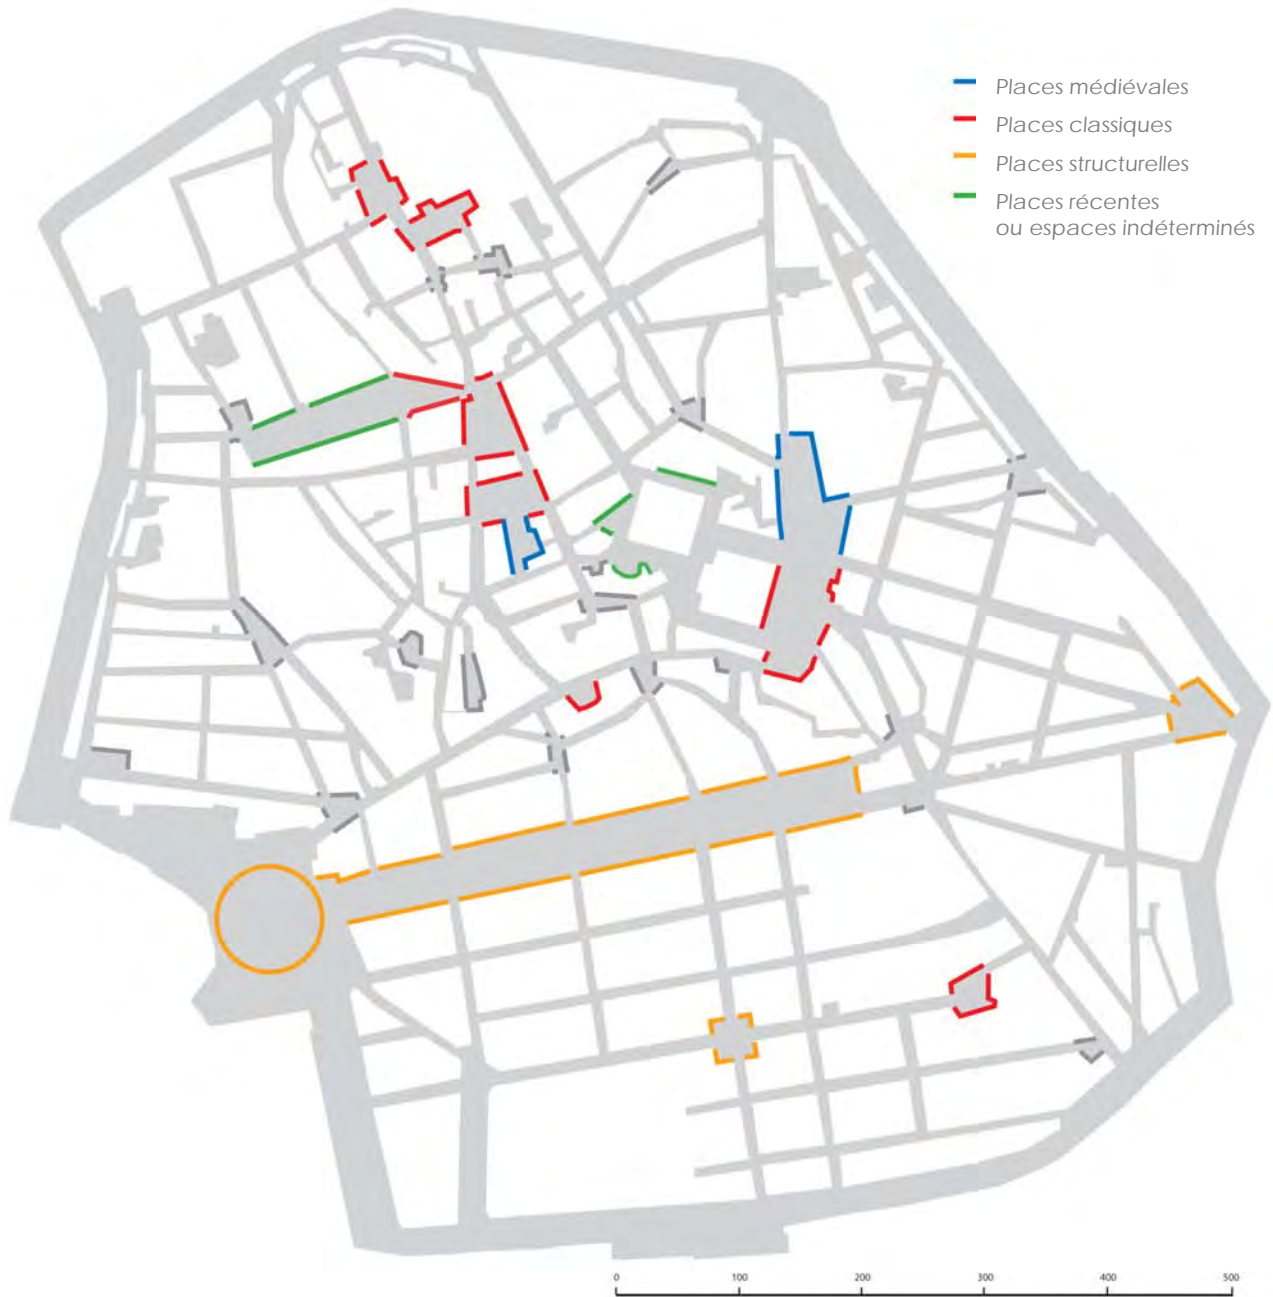 Places médiévales
Places classiques
Places structurelles
Places récentes
ou espaces indéterminés
0 100 200 300 400 500